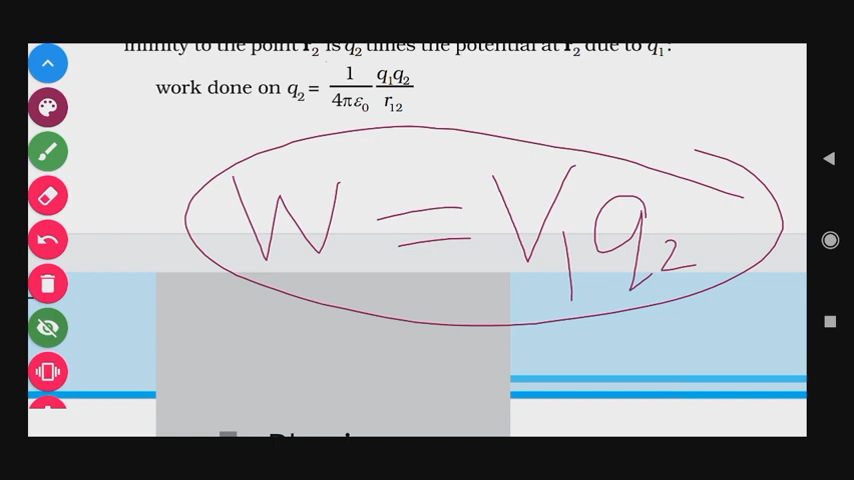 infinity to the point r₂ is q₂ times the potential at r₂ due to q₁:
work done on q₂ = 1/4πε₀ q₁q₂/r₁₂
W = V₁q₂